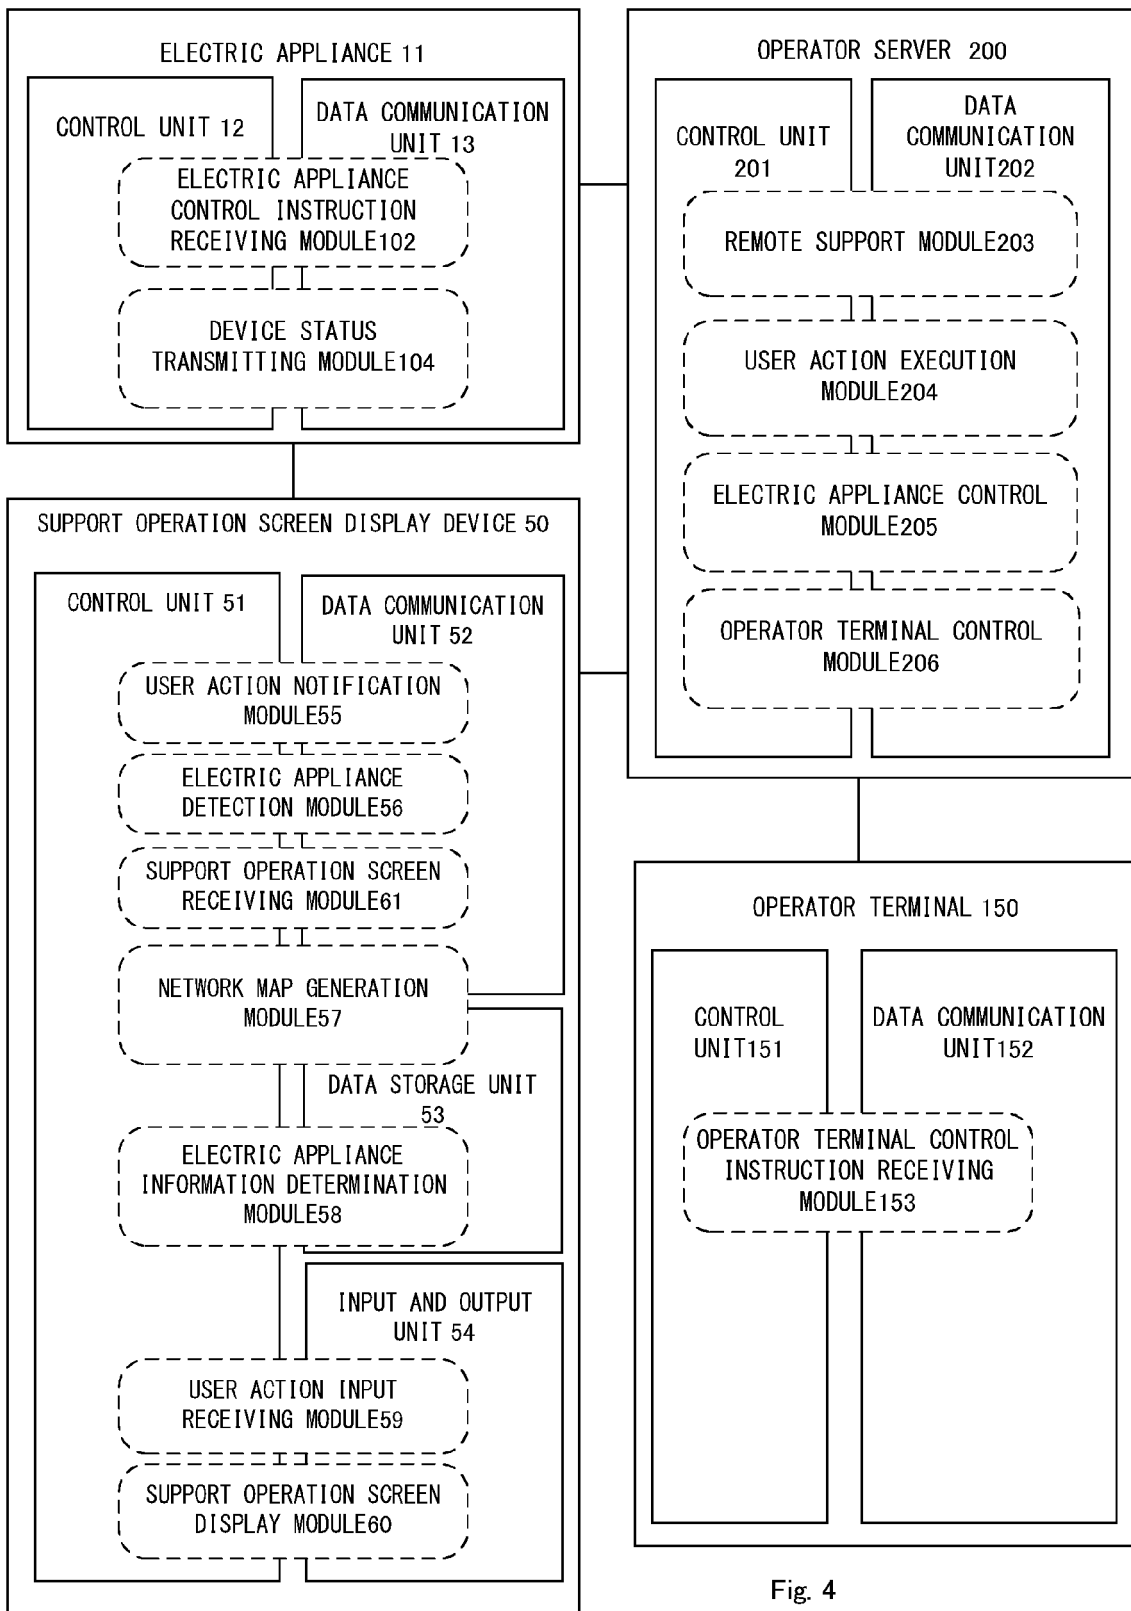 ELECTRIC APPLIANCE 11
CONTROL UNIT 12
DATA COMMUNICATION
UNIT 13
ELECTRIC APPLIANCE
CONTROL INSTRUCTION
RECEIVING MODULE102
DEVICE STATUS
TRANSMITTING MODULE104
SUPPORT OPERATION SCREEN DISPLAY DEVICE 50
CONTROL UNIT 51
DATA COMMUNICATION
UNIT 52
USER ACTION NOTIFICATION
MODULE55
ELECTRIC APPLIANCE
DETECTION MODULE56
SUPPORT OPERATION SCREEN
RECEIVING MODULE61
NETWORK MAP GENERATION
MODULE57
DATA STORAGE UNIT
53
ELECTRIC APPLIANCE
INFORMATION DETERMINATION
MODULE58
INPUT AND OUTPUT
UNIT 54
USER ACTION INPUT
RECEIVING MODULE59
SUPPORT OPERATION SCREEN
DISPLAY MODULE60
OPERATOR SERVER 200
CONTROL UNIT
201
DATA
COMMUNICATION
UNIT202
REMOTE SUPPORT MODULE203
USER ACTION EXECUTION
MODULE204
ELECTRIC APPLIANCE CONTROL
MODULE205
OPERATOR TERMINAL CONTROL
MODULE206
OPERATOR TERMINAL 150
CONTROL
UNIT151
DATA COMMUNICATION
UNIT152
OPERATOR TERMINAL CONTROL
INSTRUCTION RECEIVING
MODULE153
Fig. 4